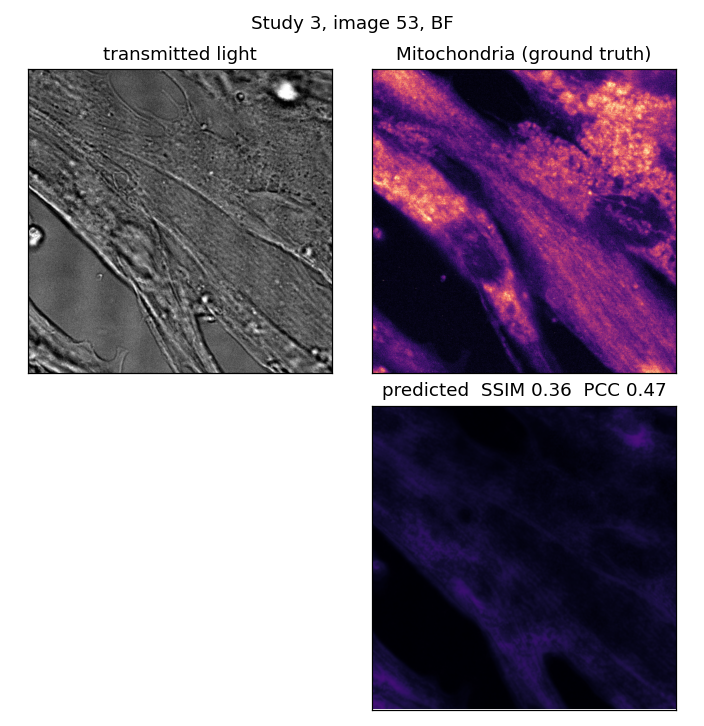 Study 3, image 53, BF
transmitted light
Mitochondria (ground truth)
predicted  SSIM 0.36  PCC 0.47